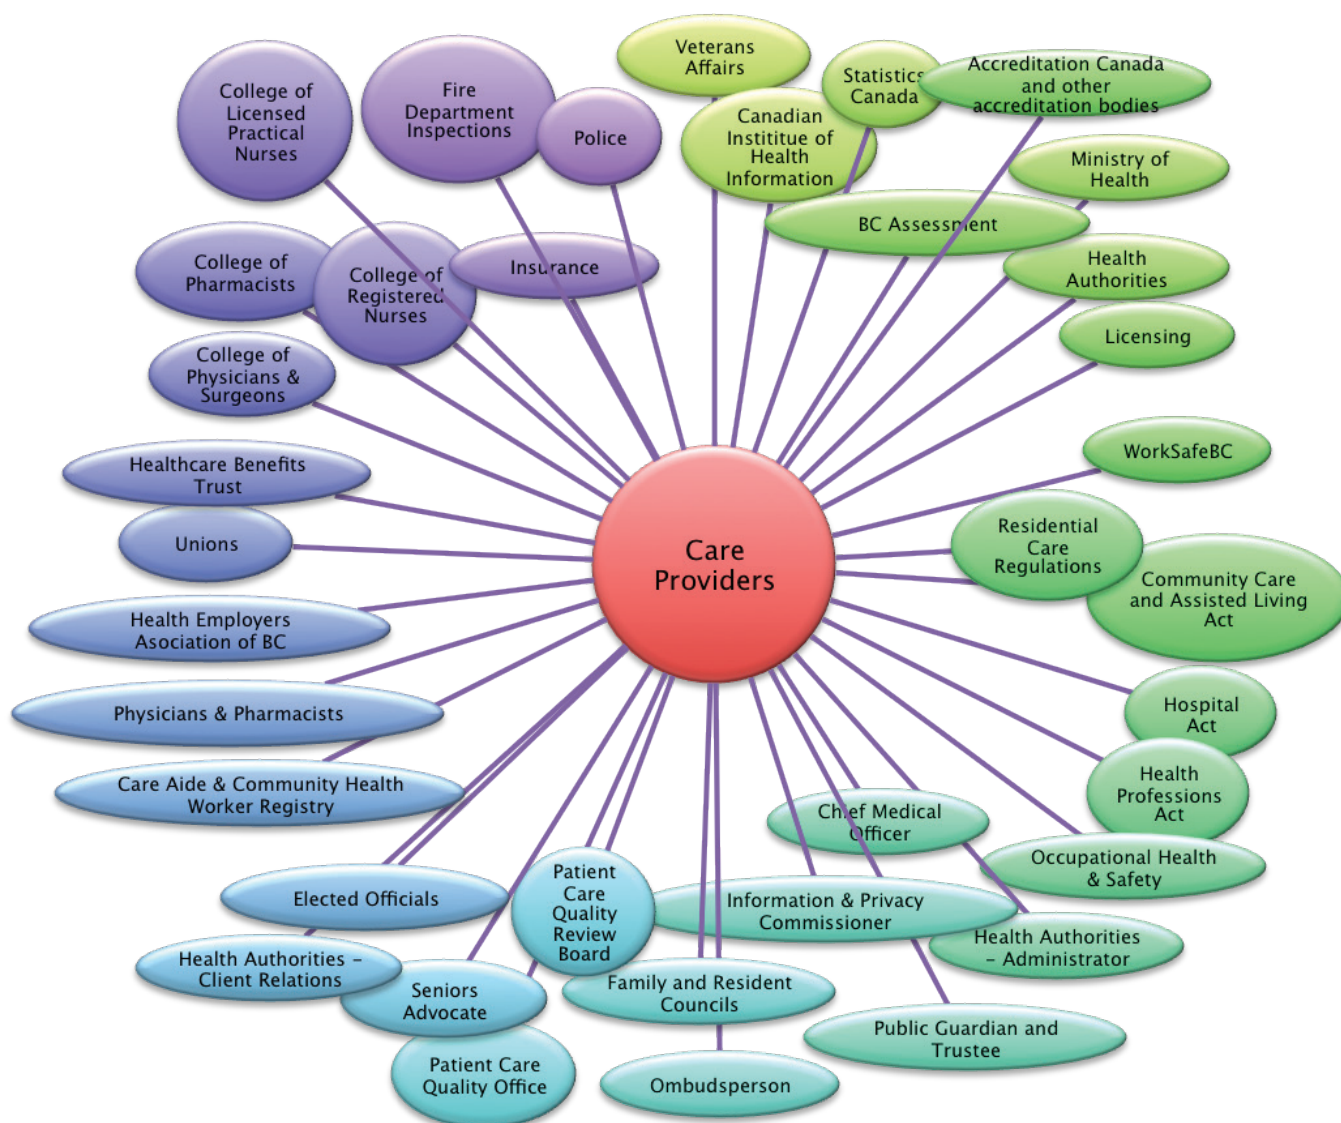 Veterans
Affairs
Statistics
Canada
Accreditation Canada
and other
accreditation bodies
Canadian
Instititue of
Health
Information
Ministry of
Health
BC Assessment
Health
Authorities
Licensing
WorkSafeBC
Residential
Care
Regulations
Community Care
and Assisted Living
Act
Hospital
Act
Health
Professions
Act
Occupational Health
& Safety
Health Authorities
– Administrator
Chief Medical
Officer
Public Guardian and
Trustee
Information & Privacy
Commissioner
Ombudsperson
Family and Resident
Councils
Patient
Care
Quality
Review
Board
Patient Care
Quality Office
Seniors
Advocate
Health Authorities –
Client Relations
Elected Officials
Care Aide & Community Health
Worker Registry
Physicians & Pharmacists
Health Employers
Asociation of BC
Unions
Healthcare Benefits
Trust
College of
Physicians &
Surgeons
College of
Pharmacists
College of
Registered
Nurses
College of
Licensed
Practical
Nurses
Insurance
Fire
Department
Inspections
Police
Care
Providers